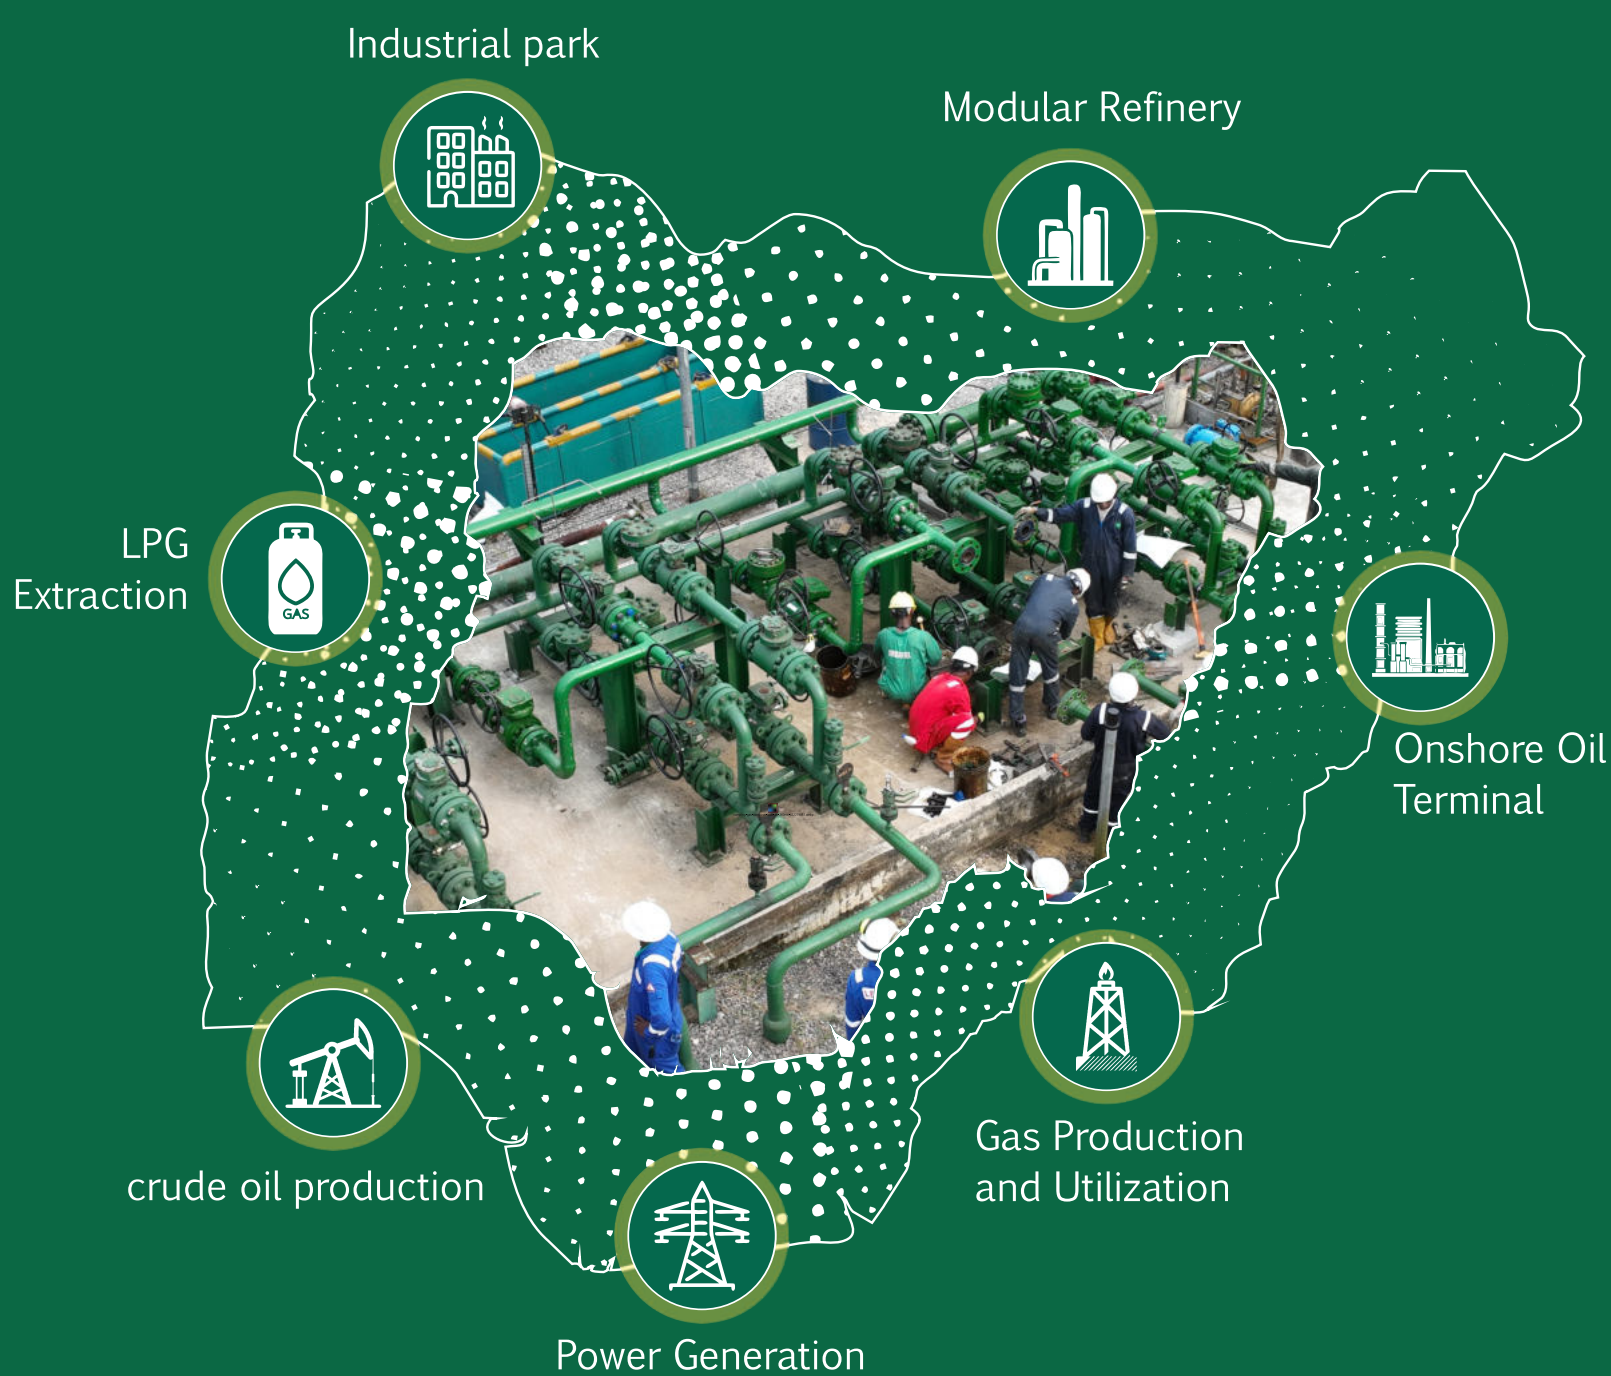 Industrial park
Modular Refinery
LPG
Extraction
GAS
Onshore Oil
Terminal
Gas Production
and Utilization
crude oil production
Power Generation